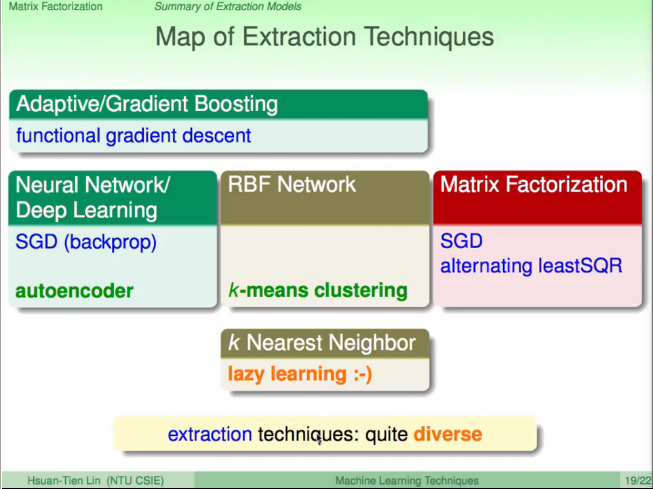 Matrix Factorization
Summary of Extraction Models
Map of Extraction Techniques
Adaptive/Gradient Boosting
functional gradient descent
Neural Network/
Deep Learning
SGD (backprop)
autoencoder
RBF Network
k-means clustering
Matrix Factorization
SGD
alternating leastSQR
k Nearest Neighbor
lazy learning :-)
extraction techniques: quite diverse
Hsuan-Tien Lin (NTU CSIE)
Machine Learning Techniques
19/22